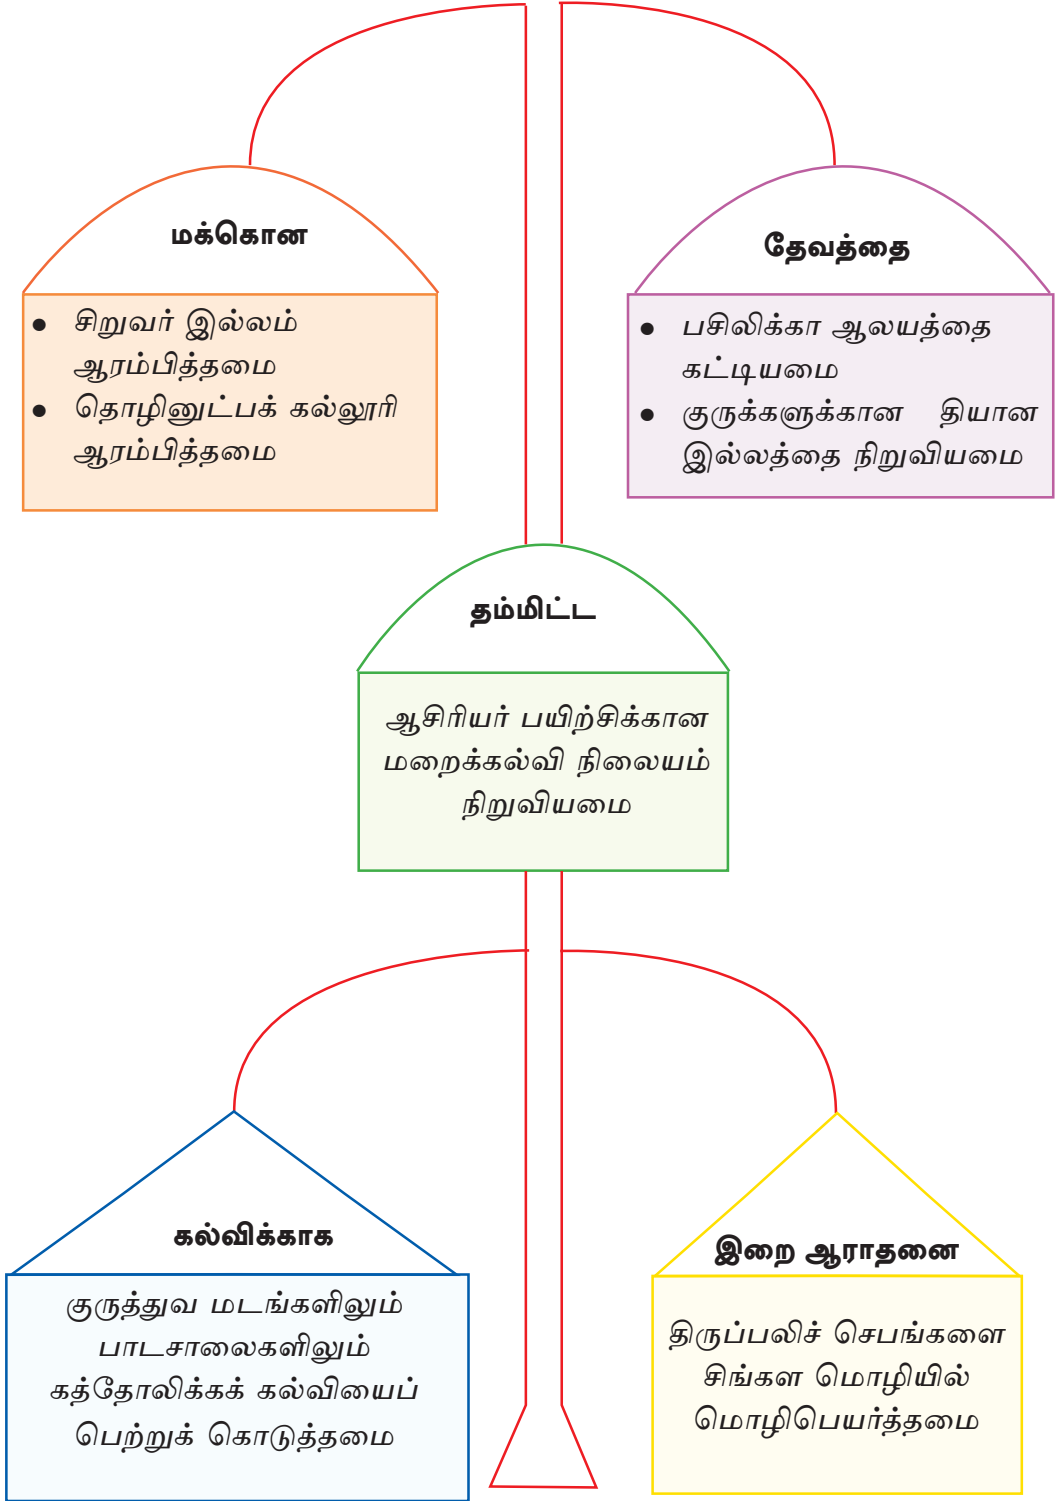 மக்கொன
● சிறுவர் இல்லம்
ஆரம்பித்தமை
● தொழினுட்பக் கல்லூரி
ஆரம்பித்தமை
தேவத்தை
● பசிலிக்கா ஆலயத்தை
கட்டியமை
● குருக்களுக்கான தியான
இல்லத்தை நிறுவியமை
தம்மிட்ட
ஆசிரியர் பயிற்சிக்கான
மறைக்கல்வி நிலையம்
நிறுவியமை
கல்விக்காக
குருத்துவ மடங்களிலும்
பாடசாலைகளிலும்
கத்தோலிக்கக் கல்வியைப்
பெற்றுக் கொடுத்தமை
இறை ஆராதனை
திருப்பலிச் செபங்களை
சிங்கள மொழியில்
மொழிபெயர்த்தமை